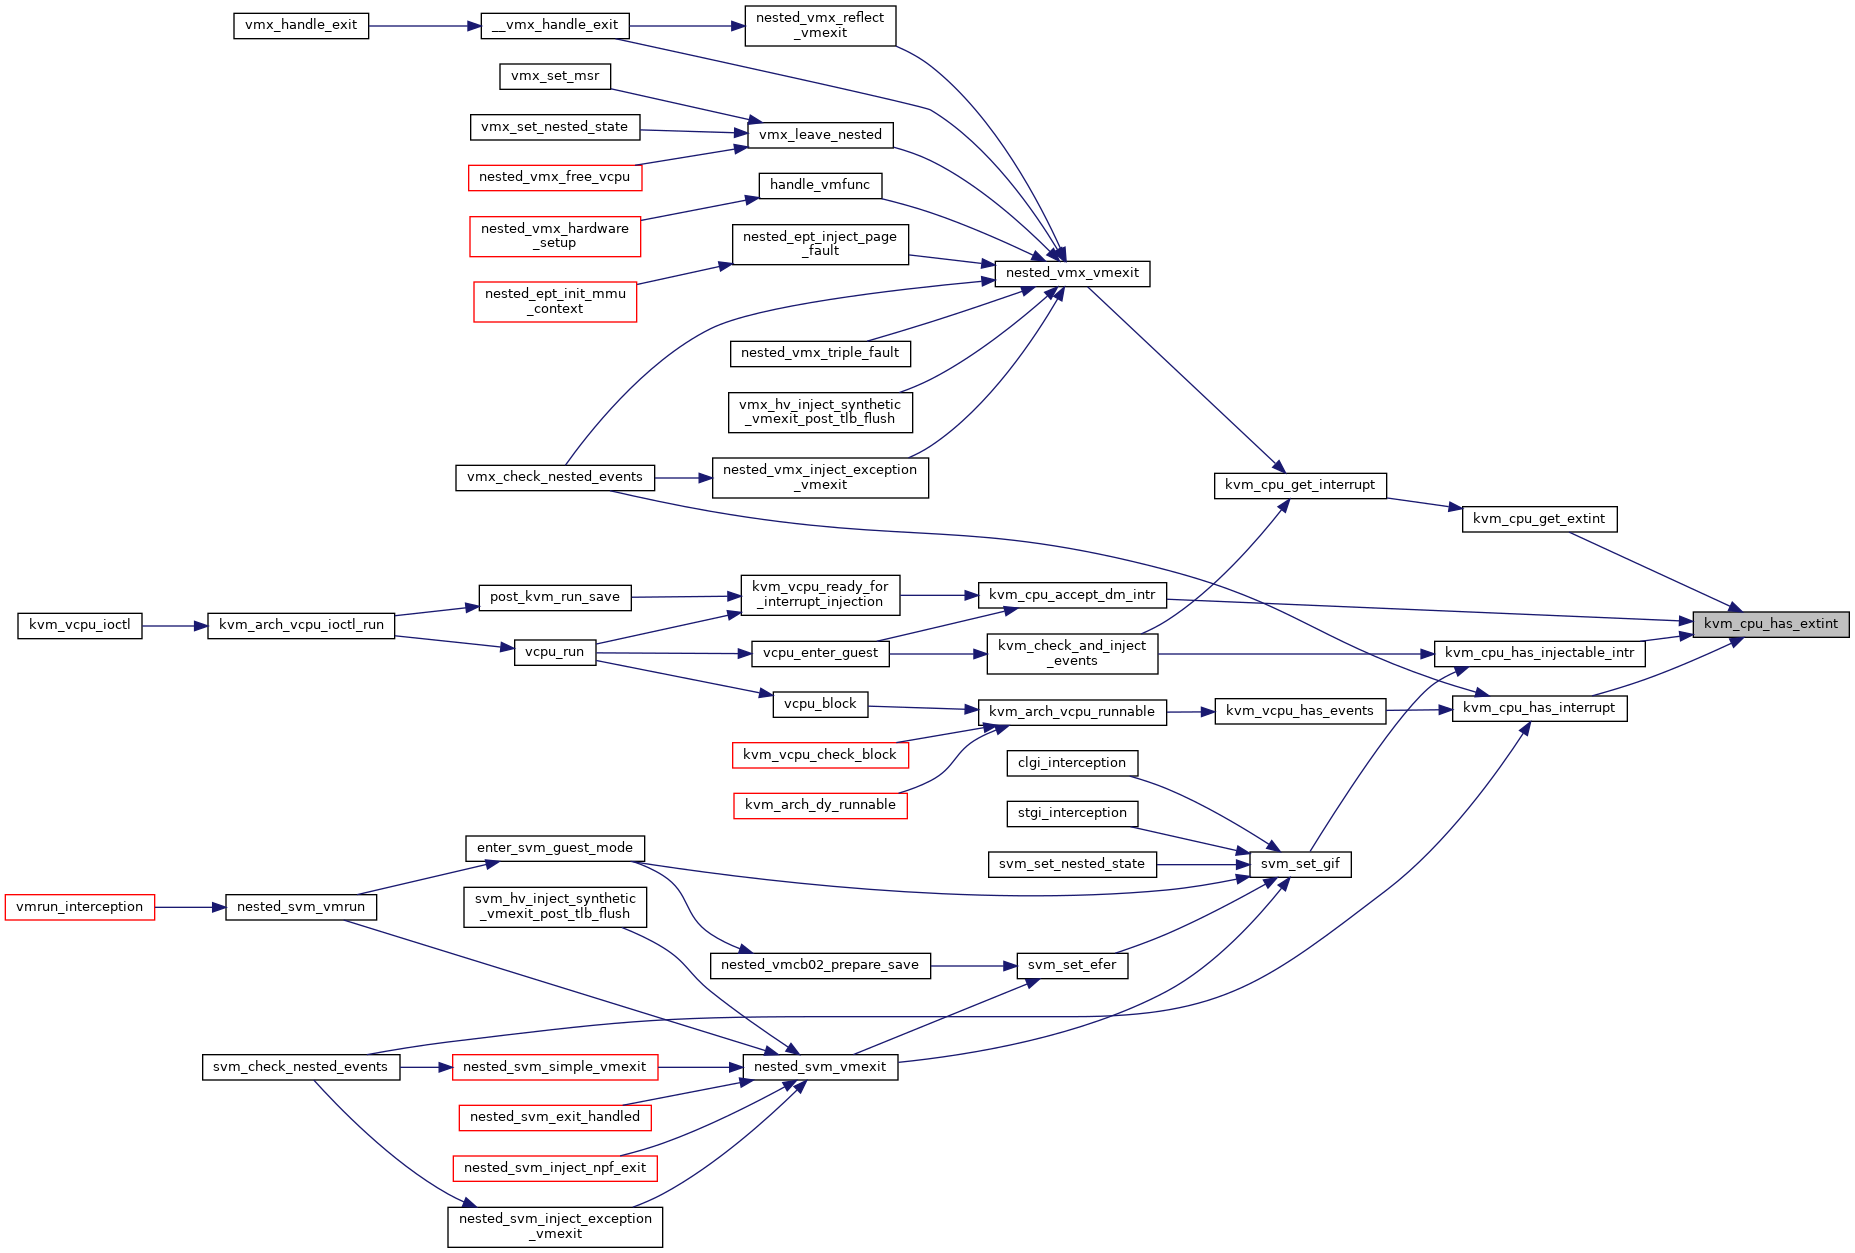 vmx_handle_exit
__vmx_handle_exit
nested_vmx_reflect
_vmexit
vmx_set_msr
vmx_set_nested_state
vmx_leave_nested
nested_vmx_free_vcpu
handle_vmfunc
nested_vmx_hardware
_setup
nested_ept_inject_page
_fault
nested_vmx_vmexit
nested_ept_init_mmu
_context
nested_vmx_triple_fault
vmx_hv_inject_synthetic
_vmexit_post_tlb_flush
vmx_check_nested_events
nested_vmx_inject_exception
_vmexit
kvm_cpu_get_interrupt
kvm_cpu_get_extint
kvm_vcpu_ioctl
kvm_arch_vcpu_ioctl_run
post_kvm_run_save
kvm_vcpu_ready_for
_interrupt_injection
kvm_cpu_accept_dm_intr
kvm_cpu_has_extint
vcpu_run
vcpu_enter_guest
kvm_check_and_inject
_events
kvm_cpu_has_injectable_intr
vcpu_block
kvm_arch_vcpu_runnable
kvm_vcpu_has_events
kvm_cpu_has_interrupt
kvm_vcpu_check_block
clgi_interception
kvm_arch_dy_runnable
stgi_interception
enter_svm_guest_mode
svm_set_nested_state
svm_set_gif
vmrun_interception
nested_svm_vmrun
svm_hv_inject_synthetic
_vmexit_post_tlb_flush
nested_vmcb02_prepare_save
svm_set_efer
svm_check_nested_events
nested_svm_simple_vmexit
nested_svm_vmexit
nested_svm_exit_handled
nested_svm_inject_npf_exit
nested_svm_inject_exception
_vmexit